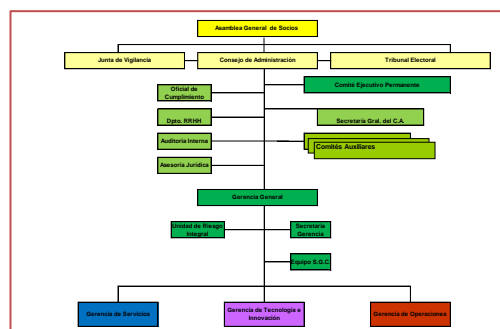 Asamblea General de Socios
Junta de Vigilancia
Consejo de Administración
Tribunal Electoral
Oficial de
Cumplimiento
Comité Ejecutivo Permanente
Dpto. RRHH
Secretaría Gral. del C.A.
Auditoría Interna
Comités Auxiliares
Asesoría Jurídica
Gerencia General
Unidad de Riesgo
Integral
Secretaría
Gerencia
Equipo S.G.C.
Gerencia de Servicios
Gerencia de Tecnología e
Innovación
Gerencia de Operaciones